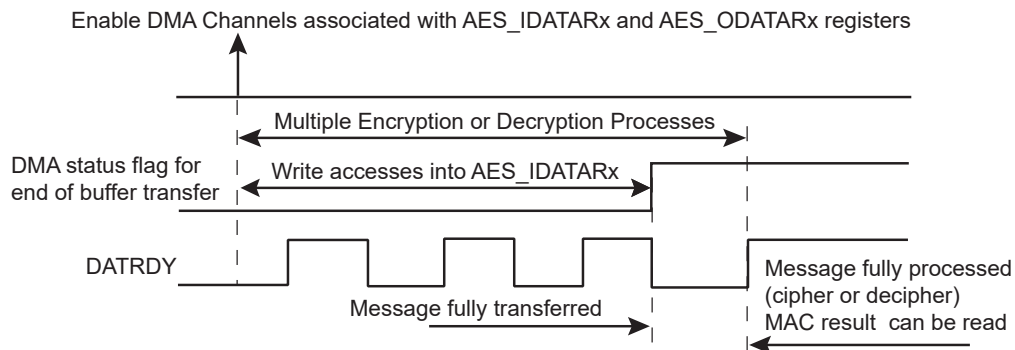 Enable DMA Channels associated with AES_IDATARx and AES_ODATARx registers
Multiple Encryption or Decryption Processes
DMA status flag for
end of buffer transfer
Write accesses into AES_IDATARx
DATRDY
Message fully transferred
Message fully processed
(cipher or decipher)
MAC result can be read